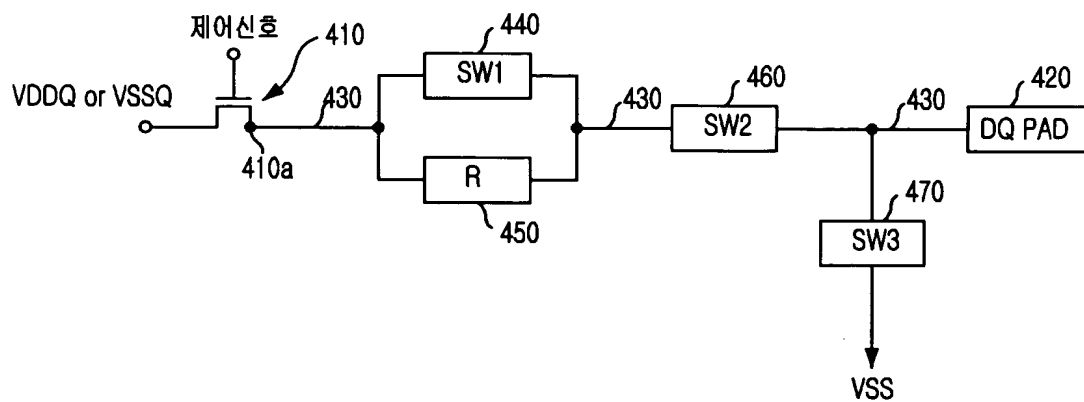 제어신호
410
440
SW1
VDDQ or VSSQ
430
410a
R
450
430
460
SW2
430
420
DQ PAD
470
SW3
VSS